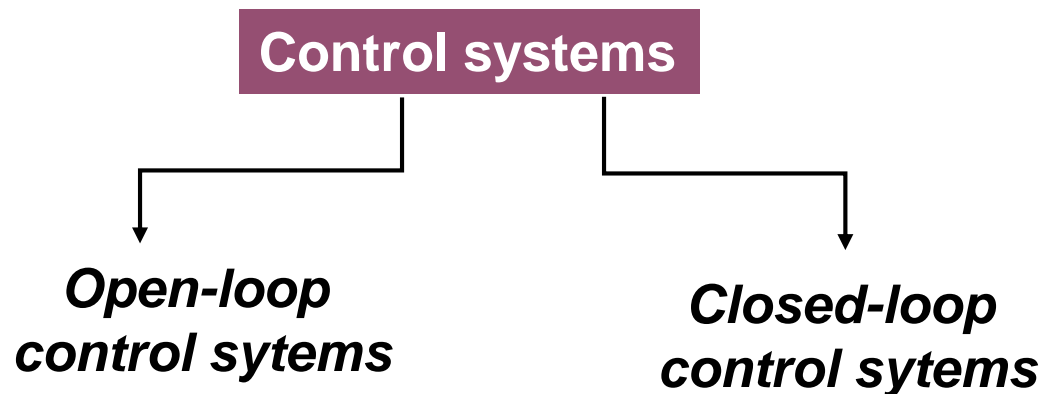 Control systems
Open-loop
control sytems
Closed-loop
control sytems